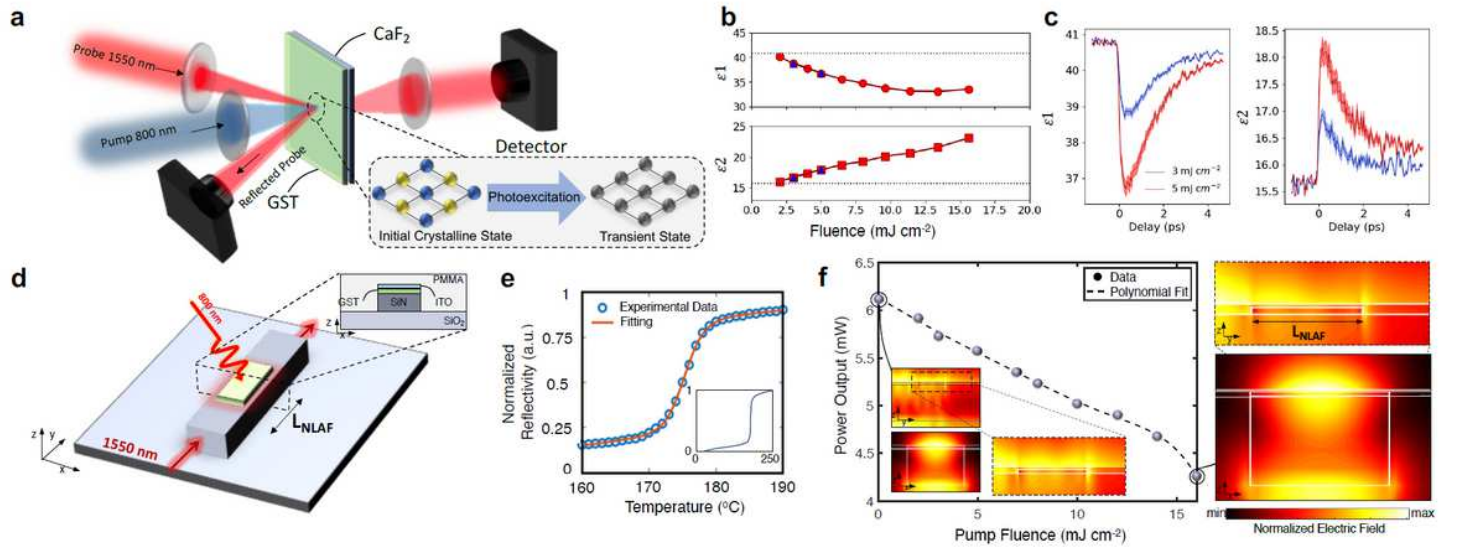 a
CaF2
Probe 1550 nm
Pump 800 nm
Reflected Probe
GST
Detector
Photoexcitation
Initial Crystalline State
Transient State
b
ε1
45
40
35
30
ε2
25
20
15
0.0 2.5 5.0 7.5 10.0 12.5 15.0 17.5 20.0
Fluence (mJ cm-2)
c
ε1
41
40
39
38
37
3 mJ cm-2
5 mJ cm-2
0 2 4
Delay (ps)
ε2
18.5
18.0
17.5
17.0
16.5
16.0
15.5
0 2 4
Delay (ps)
d
800 nm
PMMA
GST
SiN
ITO
SiO2
z
x
LNLAF
1550 nm
z
y
x
e
Normalized
Reflectivity (a.u.)
1
0.75
0.50
0.25
0
Experimental Data
Fitting
1
0
0 250
160 170 180 190
Temperature (oC)
f
Power Output (mW)
6.5
6
5.5
5
4.5
4
Data
Polynomial Fit
0 5 10 15
Pump Fluence (mJ cm-2)
LNLAF
z
y
min
max
Normalized Electric Field